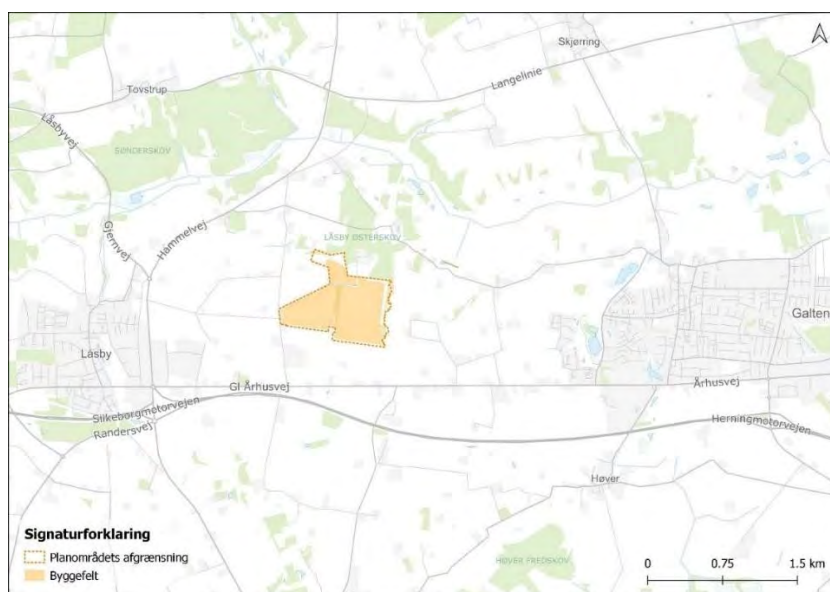 Skjørring
Langelinie
Tovstrup
Låsbyvej
SØNDERSKOV
Gjernvej
Hammelvej
LÅSBY ØSTERSKOV
Galten
Låsby
Gl Århusvej
Århusvej
Silkeborgmotorvejen
Randersvej
Herningmotorvejen
Høver
Signaturforklaring
Planområdets afgrænsning
Byggefelt
HØVER FREDSKOV
0 0.75 1.5 km